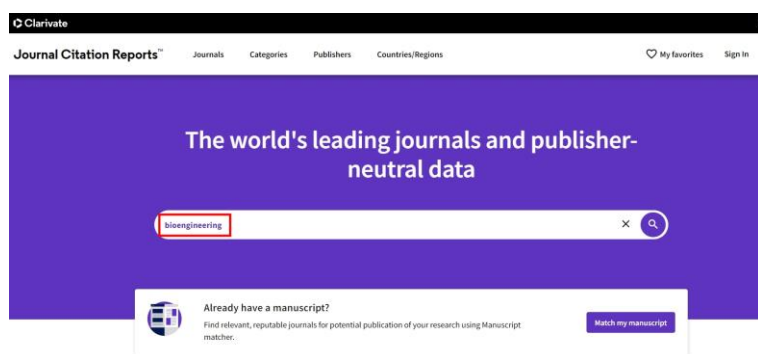 Clarivate
Journal Citation Reports™ Journals Categories Publishers Countries/Regions My favorites Sign In
The world's leading journals and publisher-
neutral data
bioengineering
Already have a manuscript?
Find relevant, reputable journals for potential publication of your research using Manuscript
matcher.
Match my manuscript